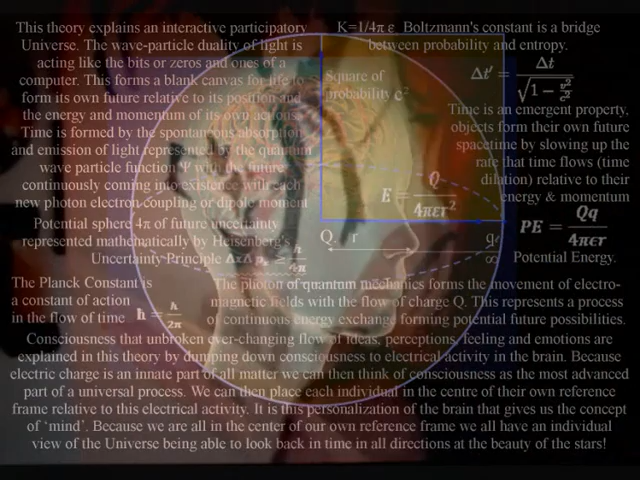 This theory explains an interactive participatory
Universe. The wave-particle duality of light is
acting like the bits or zeros and ones of a
computer. This forms a blank canvas for life to
form its own future relative to its position and
the energy and momentum of its own actions.
Time is formed by the spontaneous absorption
and emission of light represented by the quantum
wave particle function Ψ with the future
continuously coming into existence with each
new photon electron coupling or dipole moment
Potential sphere 4π of future uncertainty
represented mathematically by Heisenberg's
Uncertainty Principle ΔxΔ pₓ ≥ h/4π
The Planck Constant is
a constant of action
in the flow of time ħ = h/2π
K=1/4π ε Boltzmann's constant is a bridge
between probability and entropy.
Square of
probability c²
Δt' = Δt/√(1 − v²/c²)
Time is an emergent property,
objects form their own future
spacetime by slowing up the
rate that time flows (time
dilation) relative to their
energy & momentum
E = Q/4πεr²
Q. r q
∞
PE = Qq/4πεr
Potential Energy.
The photon of quantum mechanics forms the movement of electro-
magnetic fields with the flow of charge Q. This represents a process
of continuous energy exchange forming potential future possibilities.
Consciousness that unbroken ever-changing flow of ideas, perceptions, feeling and emotions are
explained in this theory by dumping down consciousness to electrical activity in the brain. Because
electric charge is an innate part of all matter we can then think of consciousness as the most advanced
part of a universal process. We can then place each individual in the centre of their own reference
frame relative to this electrical activity. It is this personalization of the brain that gives us the concept
of ‘mind’. Because we are all in the center of our own reference frame we all have an individual
view of the Universe being able to look back in time in all directions at the beauty of the stars!